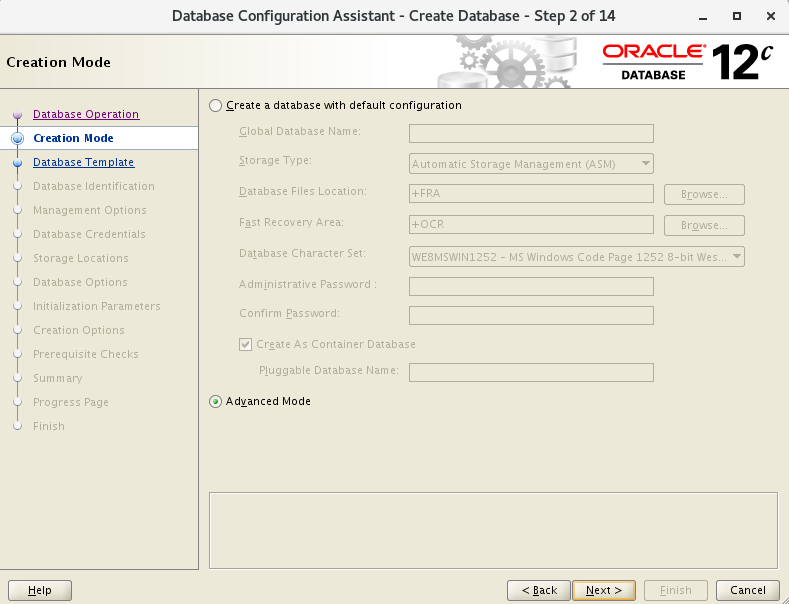 Database Configuration Assistant - Create Database - Step 2 of 14
Creation Mode
ORACLE
DATABASE
12c
Database Operation
Creation Mode
Database Template
Database Identification
Management Options
Database Credentials
Storage Locations
Database Options
Initialization Parameters
Creation Options
Prerequisite Checks
Summary
Progress Page
Finish
Create a database with default configuration
Global Database Name:
Storage Type: Automatic Storage Management (ASM)
Database Files Location: +FRA Browse...
Fast Recovery Area: +OCR Browse...
Database Character Set: WE8MSWIN1252 - MS Windows Code Page 1252 8-bit Wes...
Administrative Password :
Confirm Password:
Create As Container Database
Pluggable Database Name:
Advanced Mode
Help < Back Next > Finish Cancel